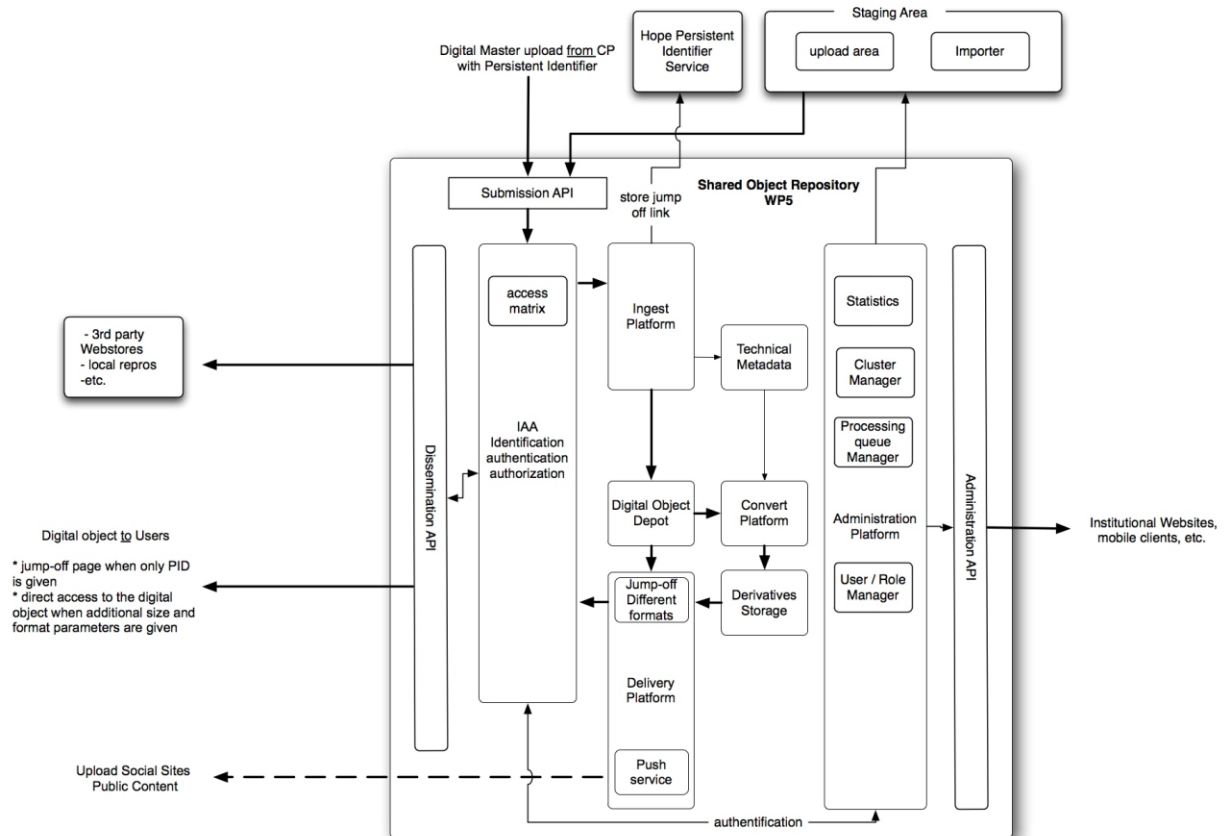 Staging Area
upload area
Importer
Hope Persistent
Identifier
Service
Digital Master upload from CP
with Persistent Identifier
Submission API
store jump
off link
Shared Object Repository
WP5
access
matrix
Ingest
Platform
Technical
Metadata
Statistics
Cluster
Manager
Processing
queue
Manager
- 3rd party
Webstores
- local repros
-etc.
IAA
Identification
authentication
authorization
Dissemination API
Digital Object
Depot
Convert
Platform
Administration
Platform
Administration API
Institutional Websites,
mobile clients, etc.
Digital object to Users
* jump-off page when only PID
is given
* direct access to the digital
object when additional size and
format parameters are given
Jump-off
Different
formats
Derivatives
Storage
User / Role
Manager
Delivery
Platform
Push
service
Upload Social Sites
Public Content
authentification